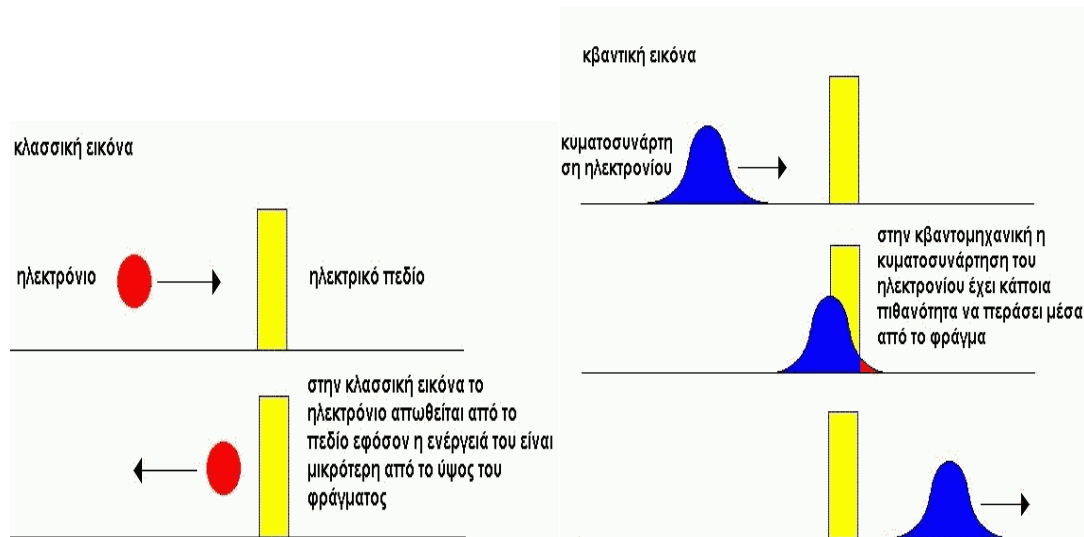 κλασσική εικόνα
ηλεκτρόνιο
ηλεκτρικό πεδίο
στην κλασσική εικόνα το
ηλεκτρόνιο απωθείται από το
πεδίο εφόσον η ενέργειά του είναι
μικρότερη από το ύψος του
φράγματος
κβαντική εικόνα
κυματοσυνάρτη
ση ηλεκτρονίου
στην κβαντομηχανική η
κυματοσυνάρτηση του
ηλεκτρονίου έχει κάποια
πιθανότητα να περάσει μέσα
από το φράγμα